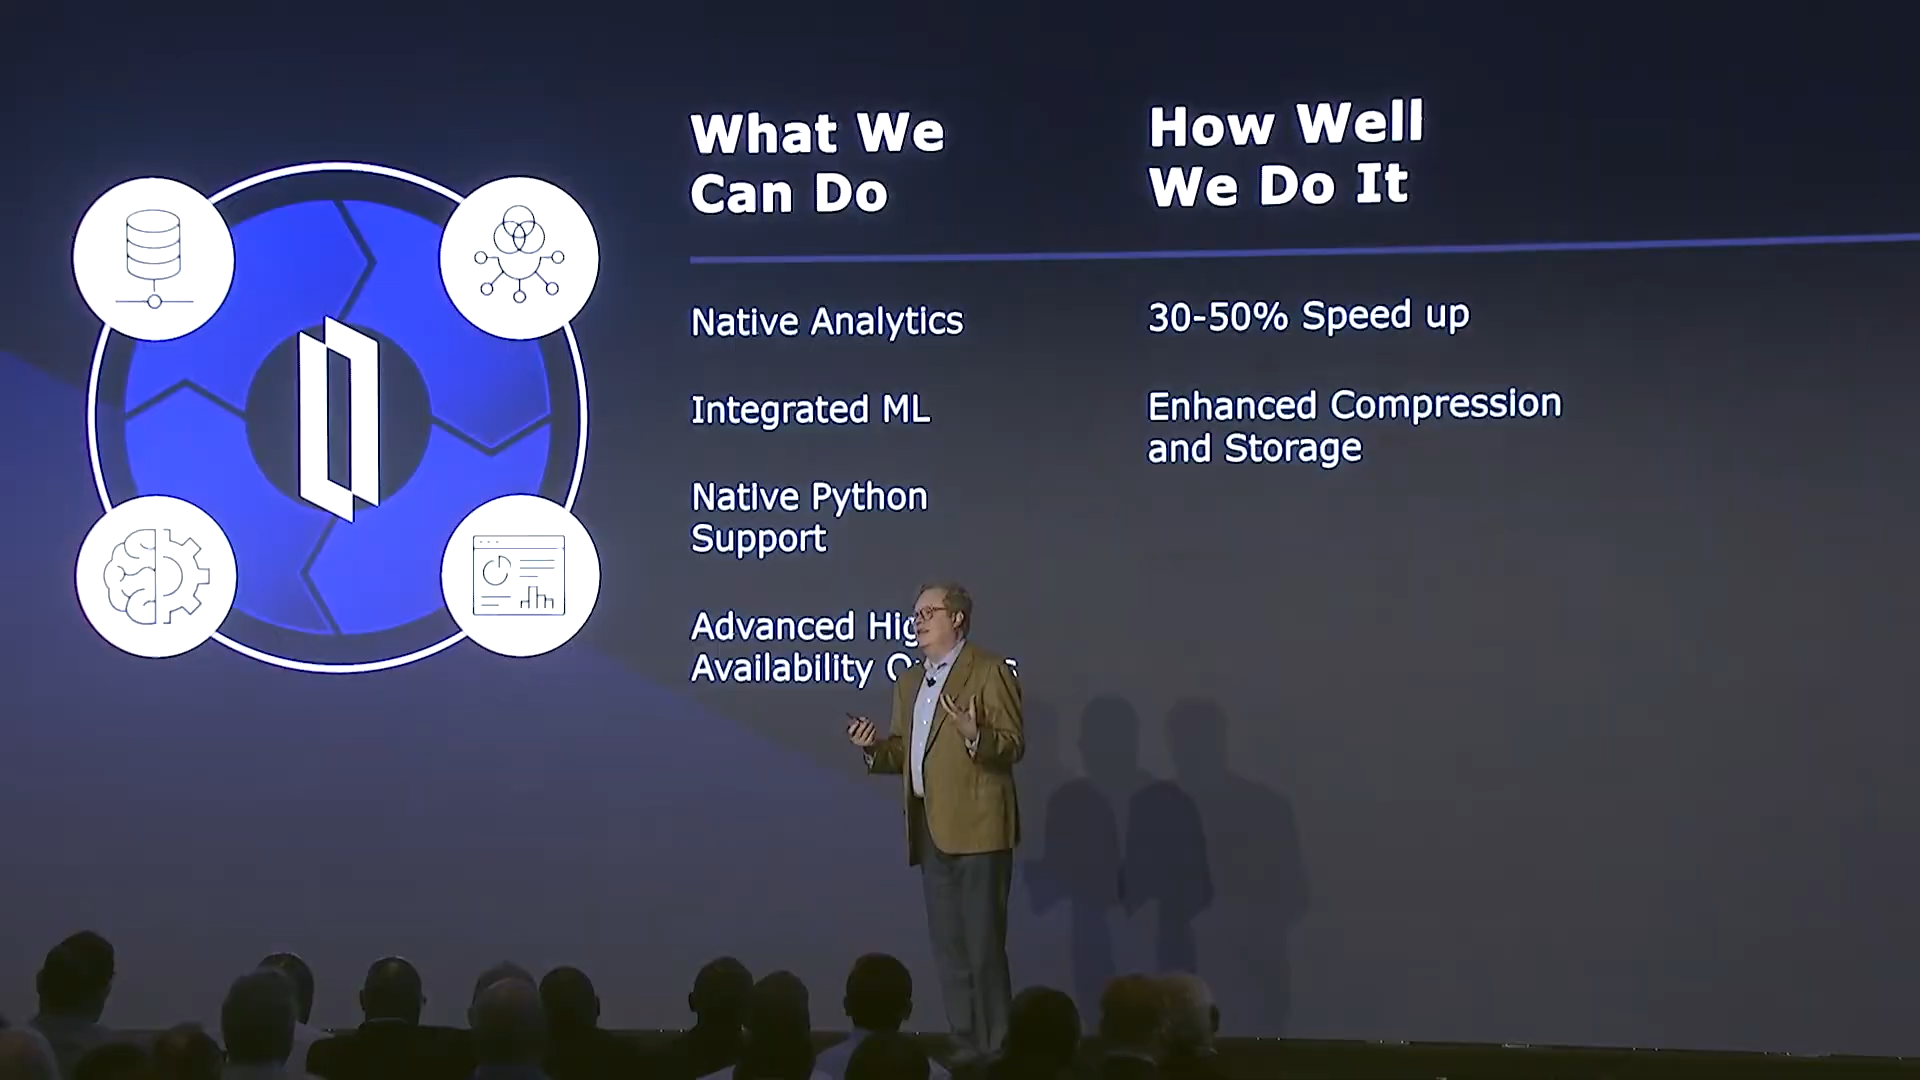 What We
Can Do
How Well
We Do It
Native Analytics
Integrated ML
Native Python
Support
Advanced
Availability
30-50% Speed up
Enhanced Compression
and Storage